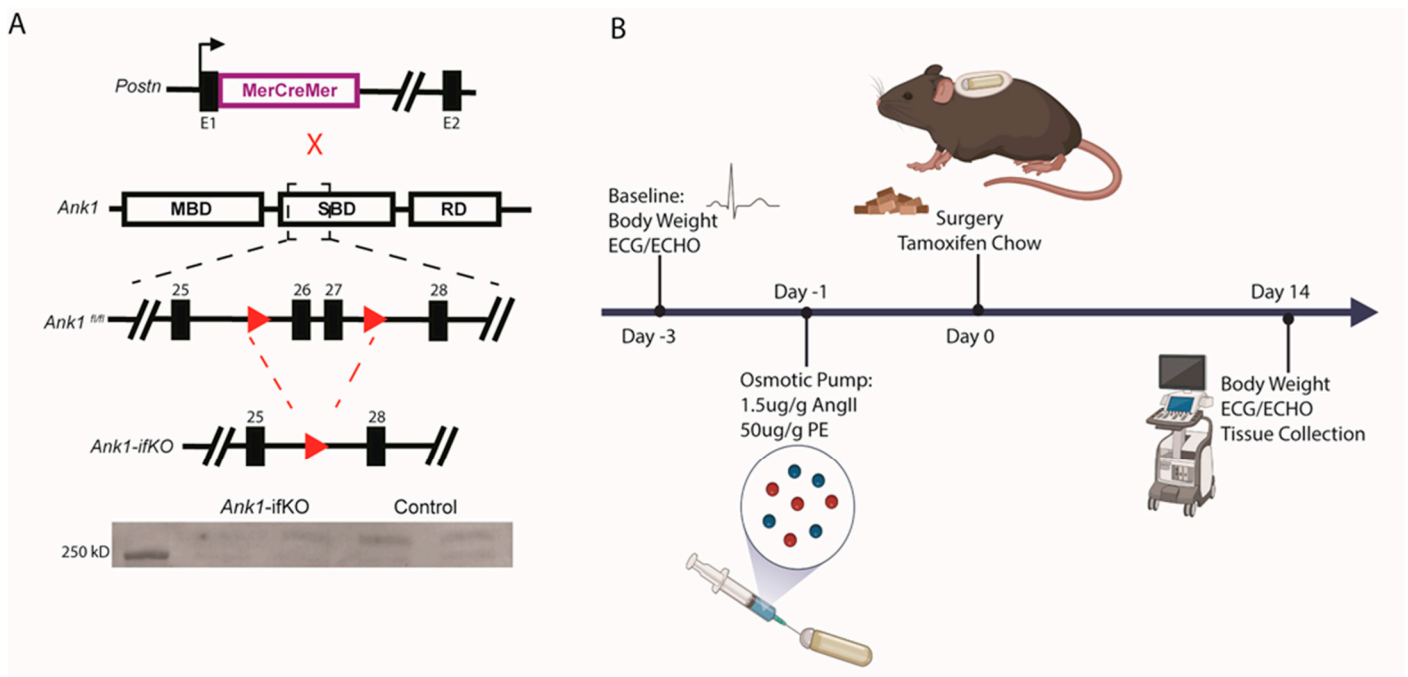 A
Postn
MerCreMer
E1
E2
X
Ank1
MBD
SBD
RD
25
26
27
28
Ank1 fl/fl
25
28
Ank1-ifKO
Ank1-ifKO
Control
250 kD
B
Baseline:
Body Weight
ECG/ECHO
Surgery
Tamoxifen Chow
Day -1
Day 14
Day -3
Day 0
Osmotic Pump:
1.5ug/g AngII
50ug/g PE
Body Weight
ECG/ECHO
Tissue Collection